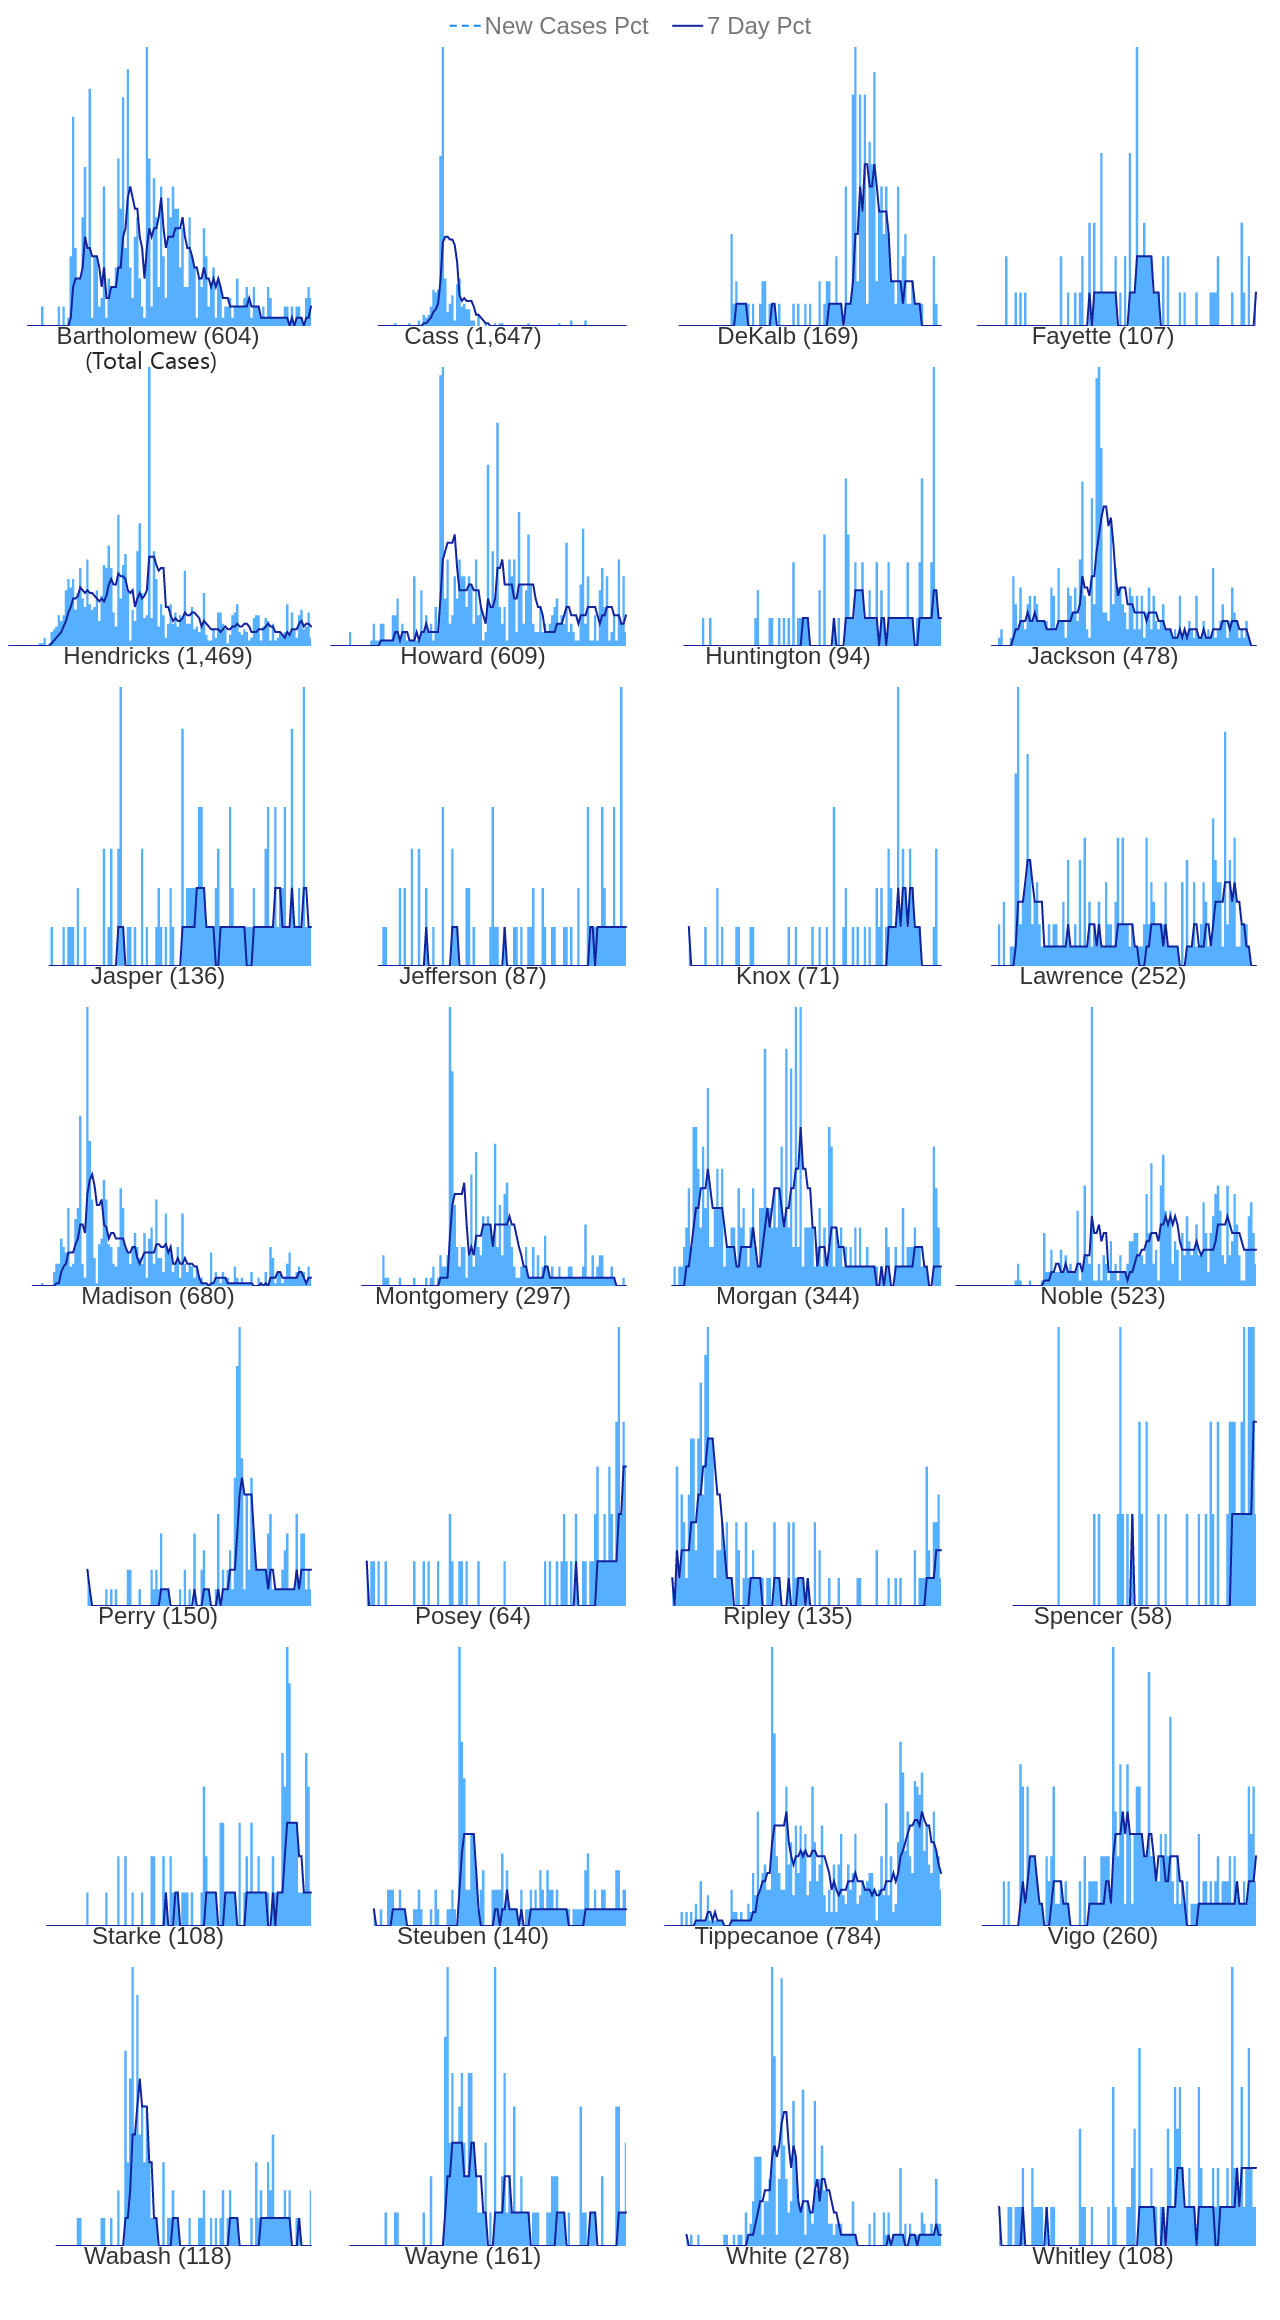 New Cases Pct 7 Day Pct
Bartholomew (604) Cass (1,647) DeKalb (169) Fayette (107)
(Total Cases)
Hendricks (1,469) Howard (609) Huntington (94) Jackson (478)
Jasper (136) Jefferson (87) Knox (71) Lawrence (252)
Madison (680) Montgomery (297) Morgan (344) Noble (523)
Perry (150) Posey (64) Ripley (135) Spencer (58)
Starke (108) Steuben (140) Tippecanoe (784) Vigo (260)
Wabash (118) Wayne (161) White (278) Whitley (108)